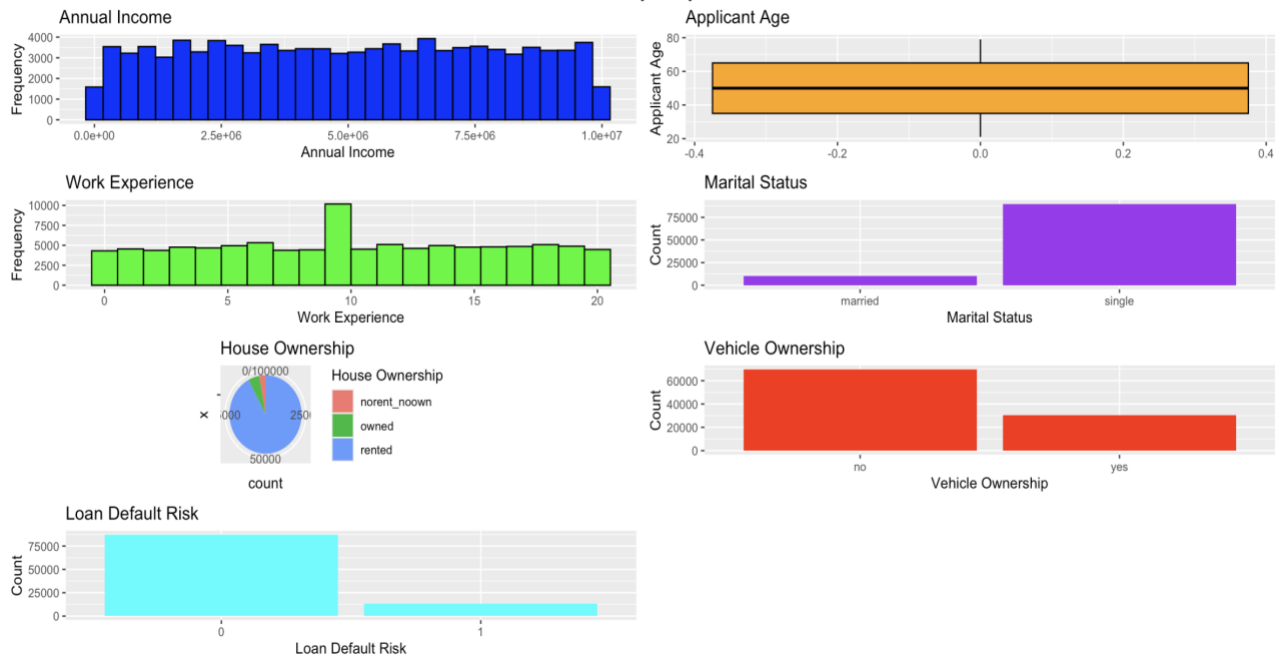 Annual Income
4000
3000
2000
1000
0
Frequency
0.0e+00 2.5e+06 5.0e+06 7.5e+06 1.0e+07
Annual Income
Applicant Age
80
60
40
20
Applicant Age
-0.4 -0.2 0.0 0.2 0.4
Work Experience
10000
7500
5000
2500
0
Frequency
0 5 10 15 20
Work Experience
Marital Status
75000
50000
25000
0
Count
married single
Marital Status
House Ownership
0/100000
x
50000
count
House Ownership
norent_noown
owned
rented
Vehicle Ownership
60000
40000
20000
0
Count
no yes
Vehicle Ownership
Loan Default Risk
75000
50000
25000
0
Count
0 1
Loan Default Risk